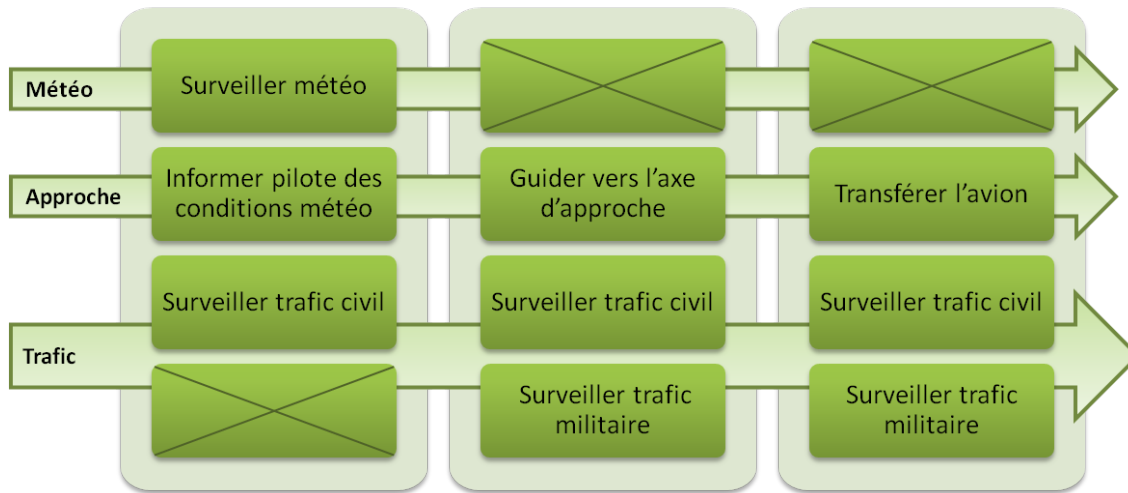 Météo
Surveiller météo
Approche
Informer pilote des
conditions météo
Guider vers l'axe
d'approche
Transférer l'avion
Trafic
Surveiller trafic civil
Surveiller trafic civil
Surveiller trafic civil
Surveiller trafic
militaire
Surveiller trafic
militaire